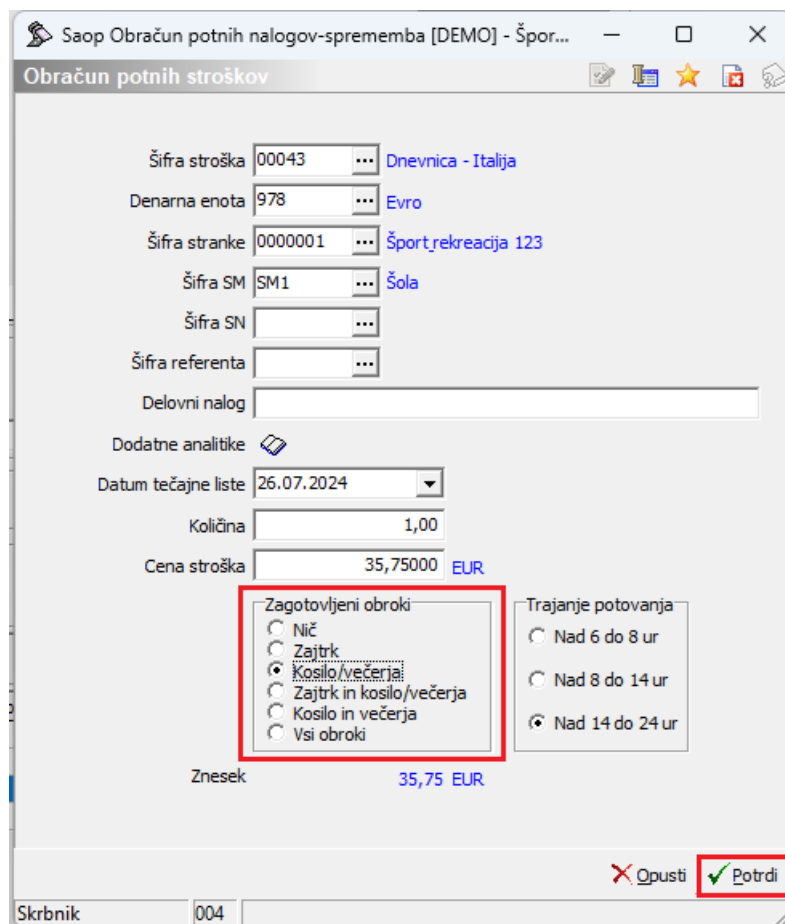 Saop Obračun potnih nalogov-sprememba [DEMO] - Špor...
Obračun potnih stroškov
Šifra stroška 00043 ... Dnevnica - Italija
Denarna enota 978 ... Evro
Šifra stranke 0000001 ... Šport rekreacija 123
Šifra SM SM1 ... Šola
Šifra SN ...
Šifra referenta ...
Delovni nalog
Dodatne analitike
Datum tečajne liste 26.07.2024
Količina 1,00
Cena stroška 35,75000 EUR
Zagotovljeni obroki
Nič
Zajtrk
Kosilo/večerja
Zajtrk in kosilo/večerja
Kosilo in večerja
Vsi obroki
Trajanje potovanja
Nad 6 do 8 ur
Nad 8 do 14 ur
Nad 14 do 24 ur
Znesek 35,75 EUR
Opusti Potrdi
Skrbnik 004